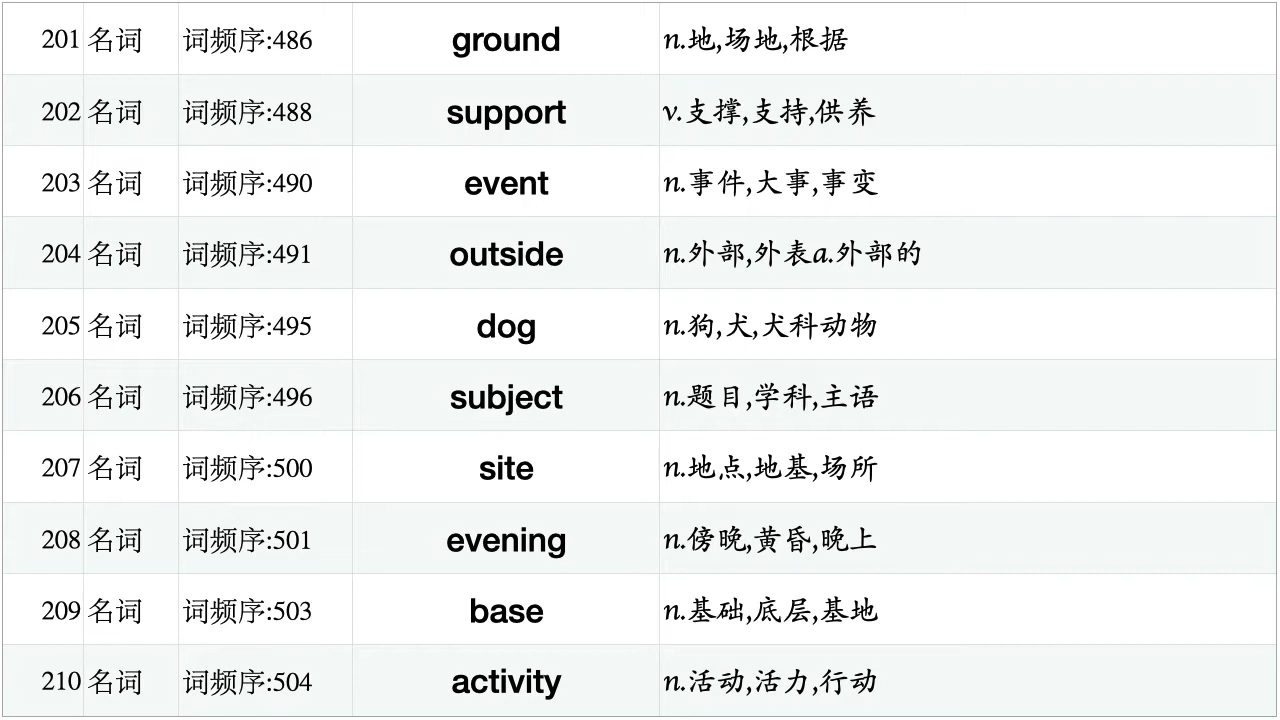 201 名词 词频序:486 ground n.地,场地,根据
202 名词 词频序:488 support v.支撑,支持,供养
203 名词 词频序:490 event n.事件,大事,事变
204 名词 词频序:491 outside n.外部,外表a.外部的
205 名词 词频序:495 dog n.狗,犬,犬科动物
206 名词 词频序:496 subject n.题目,学科,主语
207 名词 词频序:500 site n.地点,地基,场所
208 名词 词频序:501 evening n.傍晚,黄昏,晚上
209 名词 词频序:503 base n.基础,底层,基地
210 名词 词频序:504 activity n.活动,活力,行动